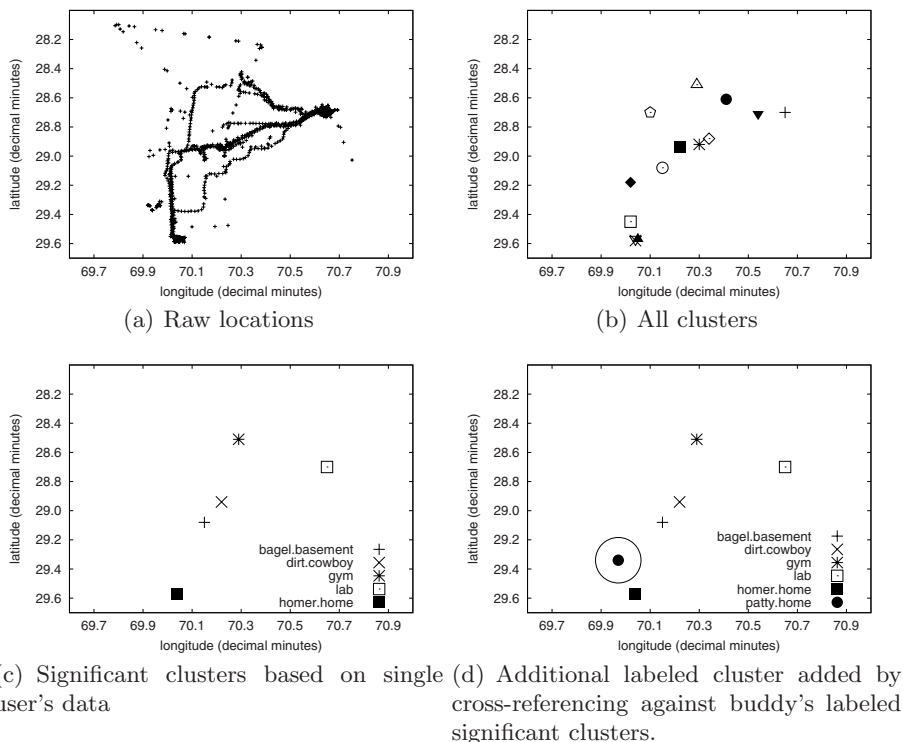 28.2
28.4
28.6
28.8
29.0
29.2
29.4
29.6
69.7 69.9 70.1 70.3 70.5 70.7 70.9
latitude (decimal minutes)
longitude (decimal minutes)
(a) Raw locations
28.2
28.4
28.6
28.8
29.0
29.2
29.4
29.6
69.7 69.9 70.1 70.3 70.5 70.7 70.9
latitude (decimal minutes)
longitude (decimal minutes)
(b) All clusters
28.2
28.4
28.6
28.8
29.0
29.2
29.4
29.6
69.7 69.9 70.1 70.3 70.5 70.7 70.9
latitude (decimal minutes)
longitude (decimal minutes)
bagel.basement
dirt.cowboy
gym
lab
homer.home
c) Significant clusters based on single
user's data
28.2
28.4
28.6
28.8
29.0
29.2
29.4
29.6
69.7 69.9 70.1 70.3 70.5 70.7 70.9
latitude (decimal minutes)
longitude (decimal minutes)
bagel.basement
dirt.cowboy
gym
lab
homer.home
patty.home
(d) Additional labeled cluster added by
cross-referencing against buddy's labeled
significant clusters.